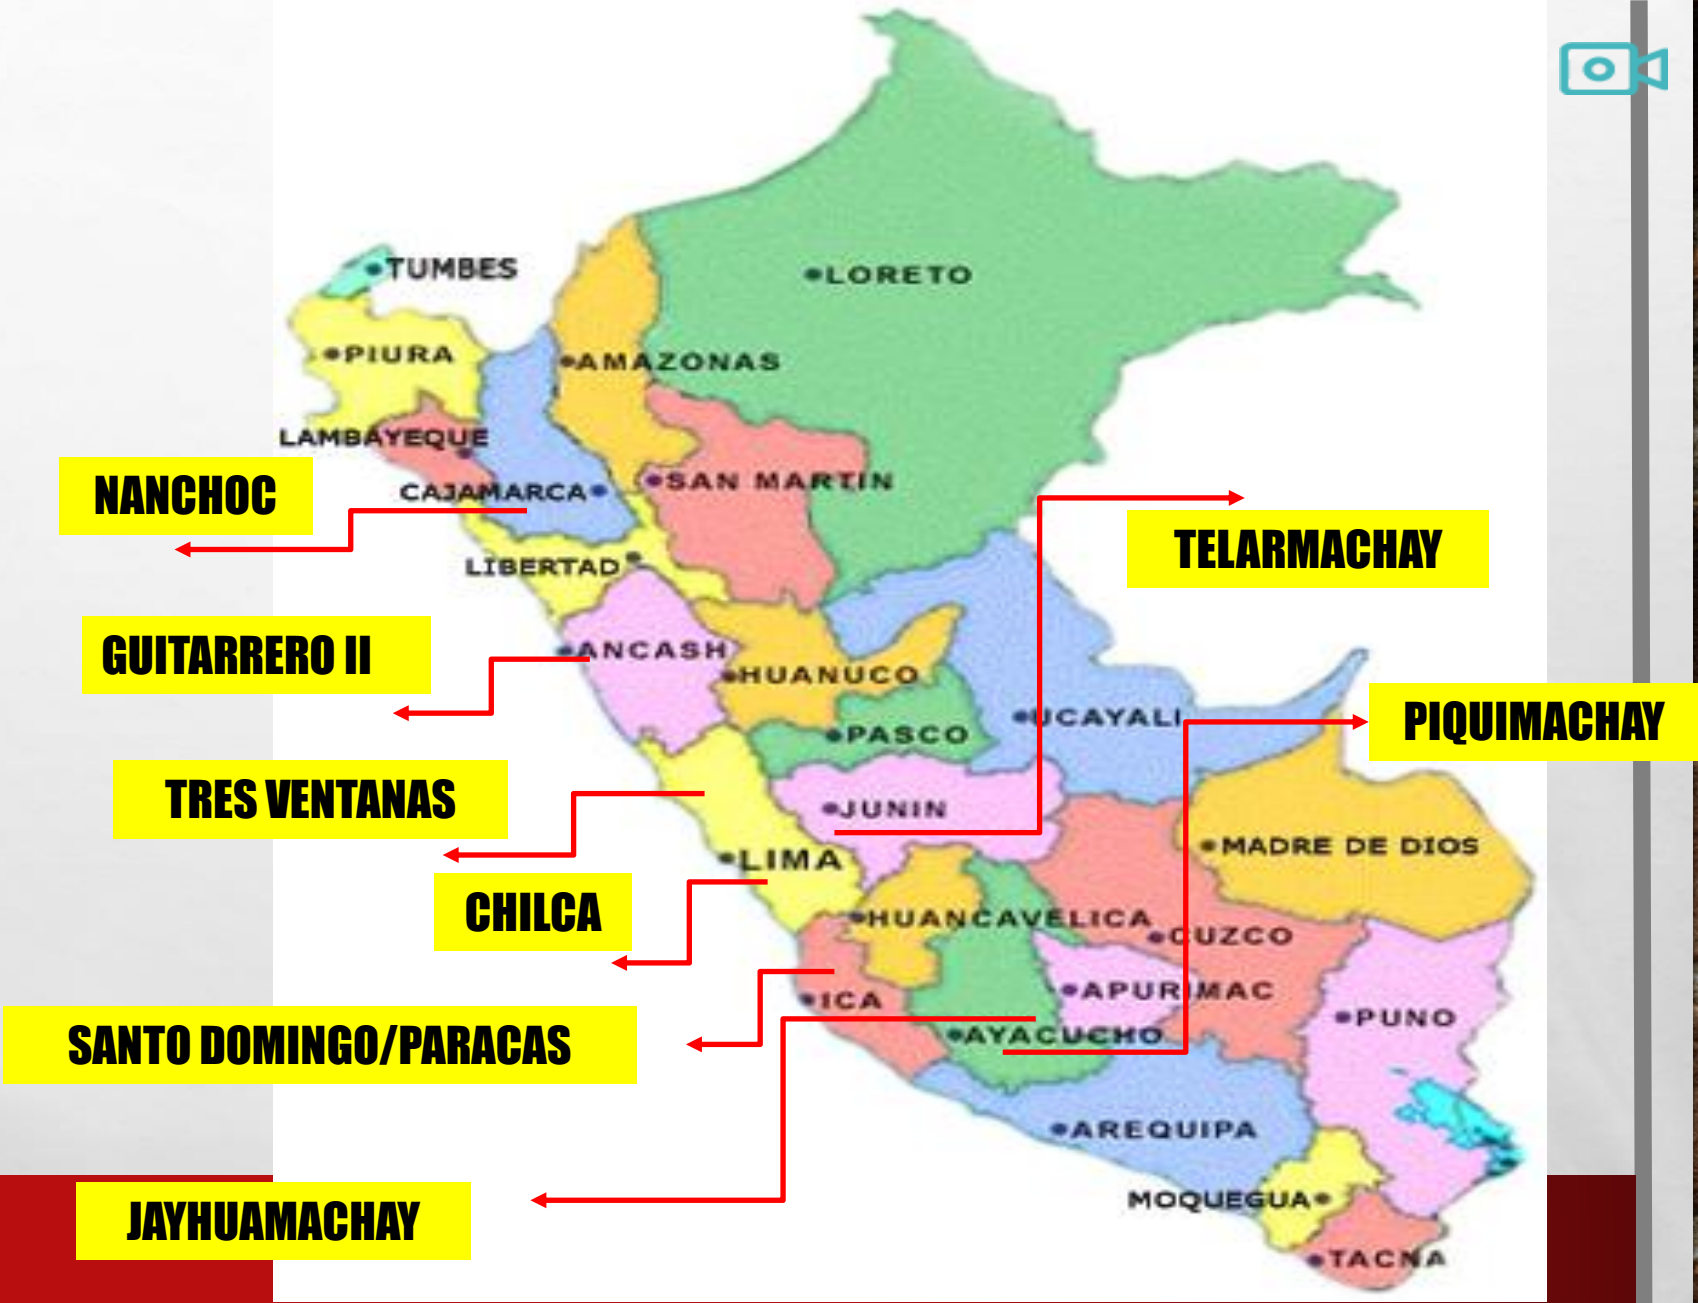 TUMBES
LORETO
PIURA
AMAZONAS
LAMBAYEQUE
NANCHOC
CAJAMARCA
SAN MARTIN
TELARMACHAY
LIBERTAD
GUITARRERO II
ANCASH
HUANUCO
UCAYALI
PIQUIMACHAY
PASCO
TRES VENTANAS
JUNIN
LIMA
MADRE DE DIOS
CHILCA
HUANCAVELICA
CUZCO
APURIMAC
ICA
PUNO
SANTO DOMINGO/PARACAS
AYACUCHO
AREQUIPA
MOQUEGUA
JAYHUAMACHAY
TACNA